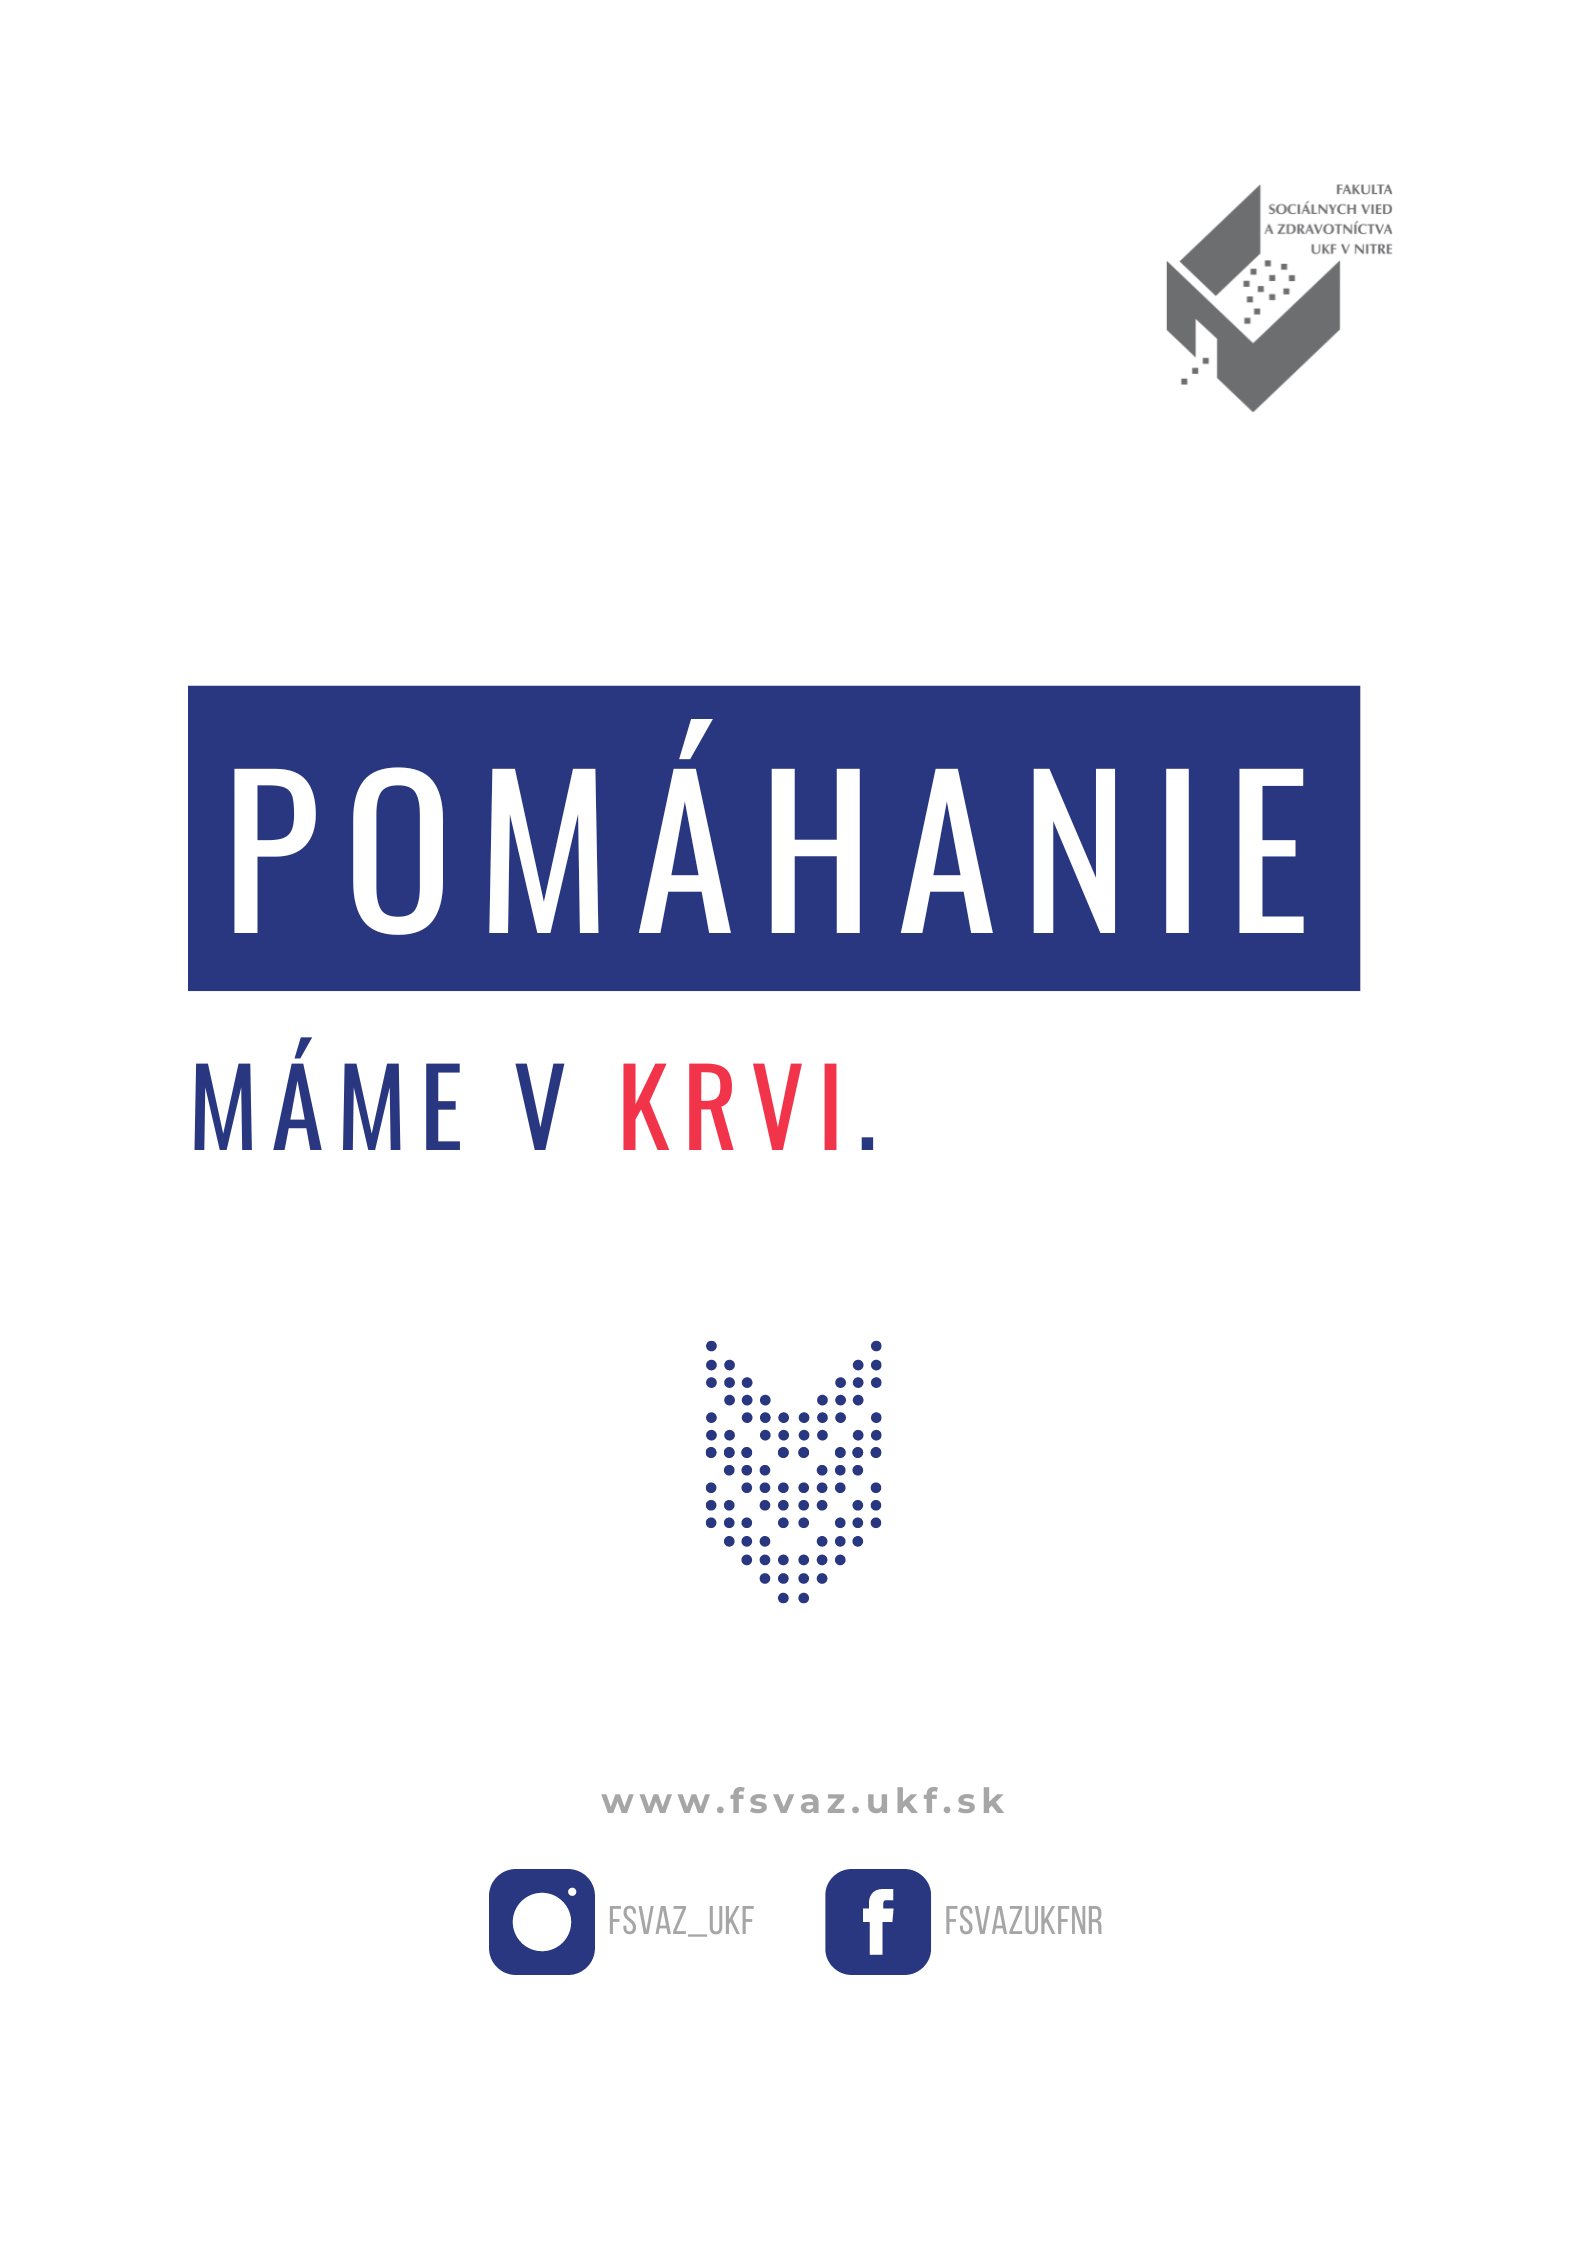 FAKULTA
SOCIÁLNYCH VIED
A ZDRAVOTNÍCTVA
UKF V NITRE
POMÁHANIE
MÁME V KRVI.
www.fsvaz.ukf.sk
FSVAZ_UKF
FSVAZUKFNR